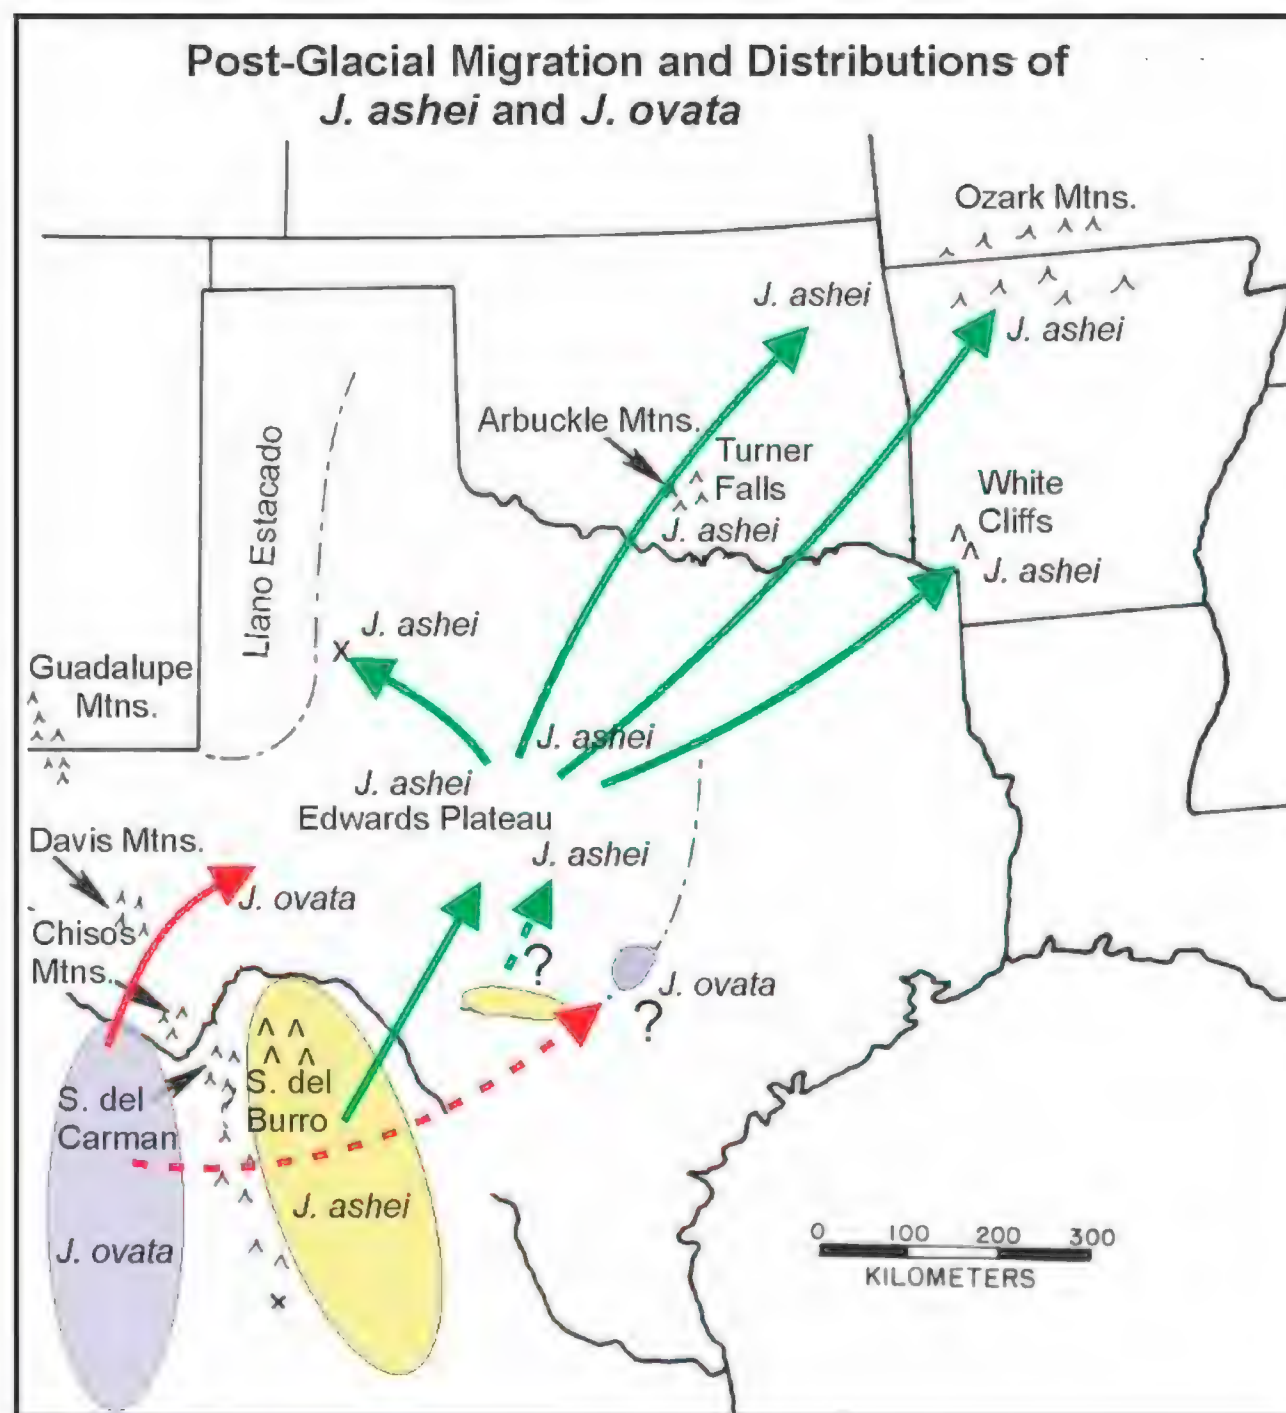 Post-Glacial Migration and Distributions of
J. ashei and J. ovata
Ozark Mtns.
J. ashei
J. ashei
Arbuckle Mtns.
Turner
Falls
J. ashei
White
Cliffs
J. ashei
Llano Estacado
J. ashei
Guadalupe
Mtns.
J. ashei
J. ashei
Edwards Plateau
J. ashei
Davis Mtns.
J. ovata
Chisos
Mtns.
?
J. ovata
?
S. del
Carman
S. del
Burro
J. ashei
J. ovata
0 100 200 300
KILOMETERS